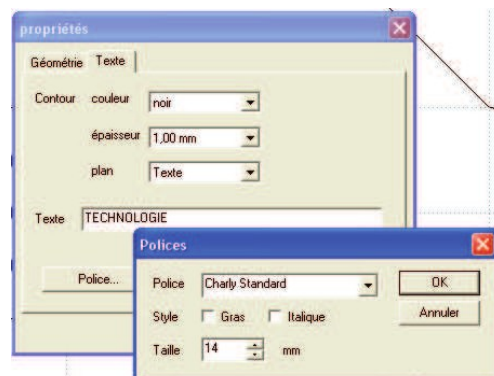 propriétés
Géométrie Texte
Contour couleur noir
épaisseur 1,00 mm
plan Texte
Texte TECHNOLOGIE
Police...
Polices
Police Charly Standard OK
Style Gras Italique Annuler
Taille 14 mm